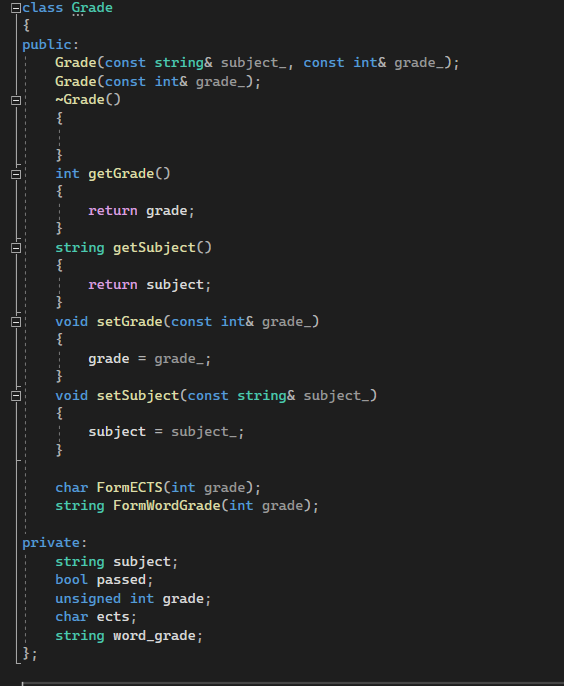 class Grade
{
public:
    Grade(const string& subject_, const int& grade_);
    Grade(const int& grade_);
    ~Grade()
    {

    }
    int getGrade()
    {
        return grade;
    }
    string getSubject()
    {
        return subject;
    }
    void setGrade(const int& grade_)
    {
        grade = grade_;
    }
    void setSubject(const string& subject_)
    {
        subject = subject_;
    }

    char FormECTS(int grade);
    string FormWordGrade(int grade);

private:
    string subject;
    bool passed;
    unsigned int grade;
    char ects;
    string word_grade;
};